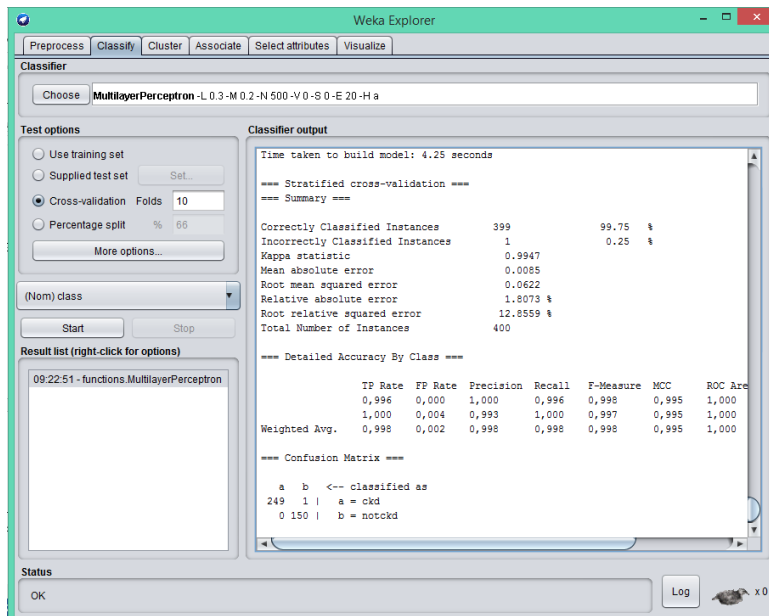 Weka Explorer
Preprocess Classify Cluster Associate Select attributes Visualize
Classifier
Choose MultilayerPerceptron -L 0.3 -M 0.2 -N 500 -V 0 -S 0 -E 20 -H a
Test options
Use training set
Supplied test set Set...
Cross-validation Folds 10
Percentage split % 66
More options...
(Nom) class
Start Stop
Result list (right-click for options)
09:22:51 - functions.MultilayerPerceptron
Classifier output
Time taken to build model: 4.25 seconds
=== Stratified cross-validation ===
=== Summary ===
Correctly Classified Instances 399 99.75 %
Incorrectly Classified Instances 1 0.25 %
Kappa statistic 0.9947
Mean absolute error 0.0085
Root mean squared error 0.0622
Relative absolute error 1.8073 %
Root relative squared error 12.8559 %
Total Number of Instances 400
=== Detailed Accuracy By Class ===
TP Rate FP Rate Precision Recall F-Measure MCC ROC Are
0,996 0,000 1,000 0,996 0,998 0,995 1,000
1,000 0,004 0,993 1,000 0,997 0,995 1,000
Weighted Avg. 0,998 0,002 0,998 0,998 0,998 0,995 1,000
=== Confusion Matrix ===
a b <-- classified as
249 1 | a = ckd
0 150 | b = notckd
Status
OK
Log
x 0